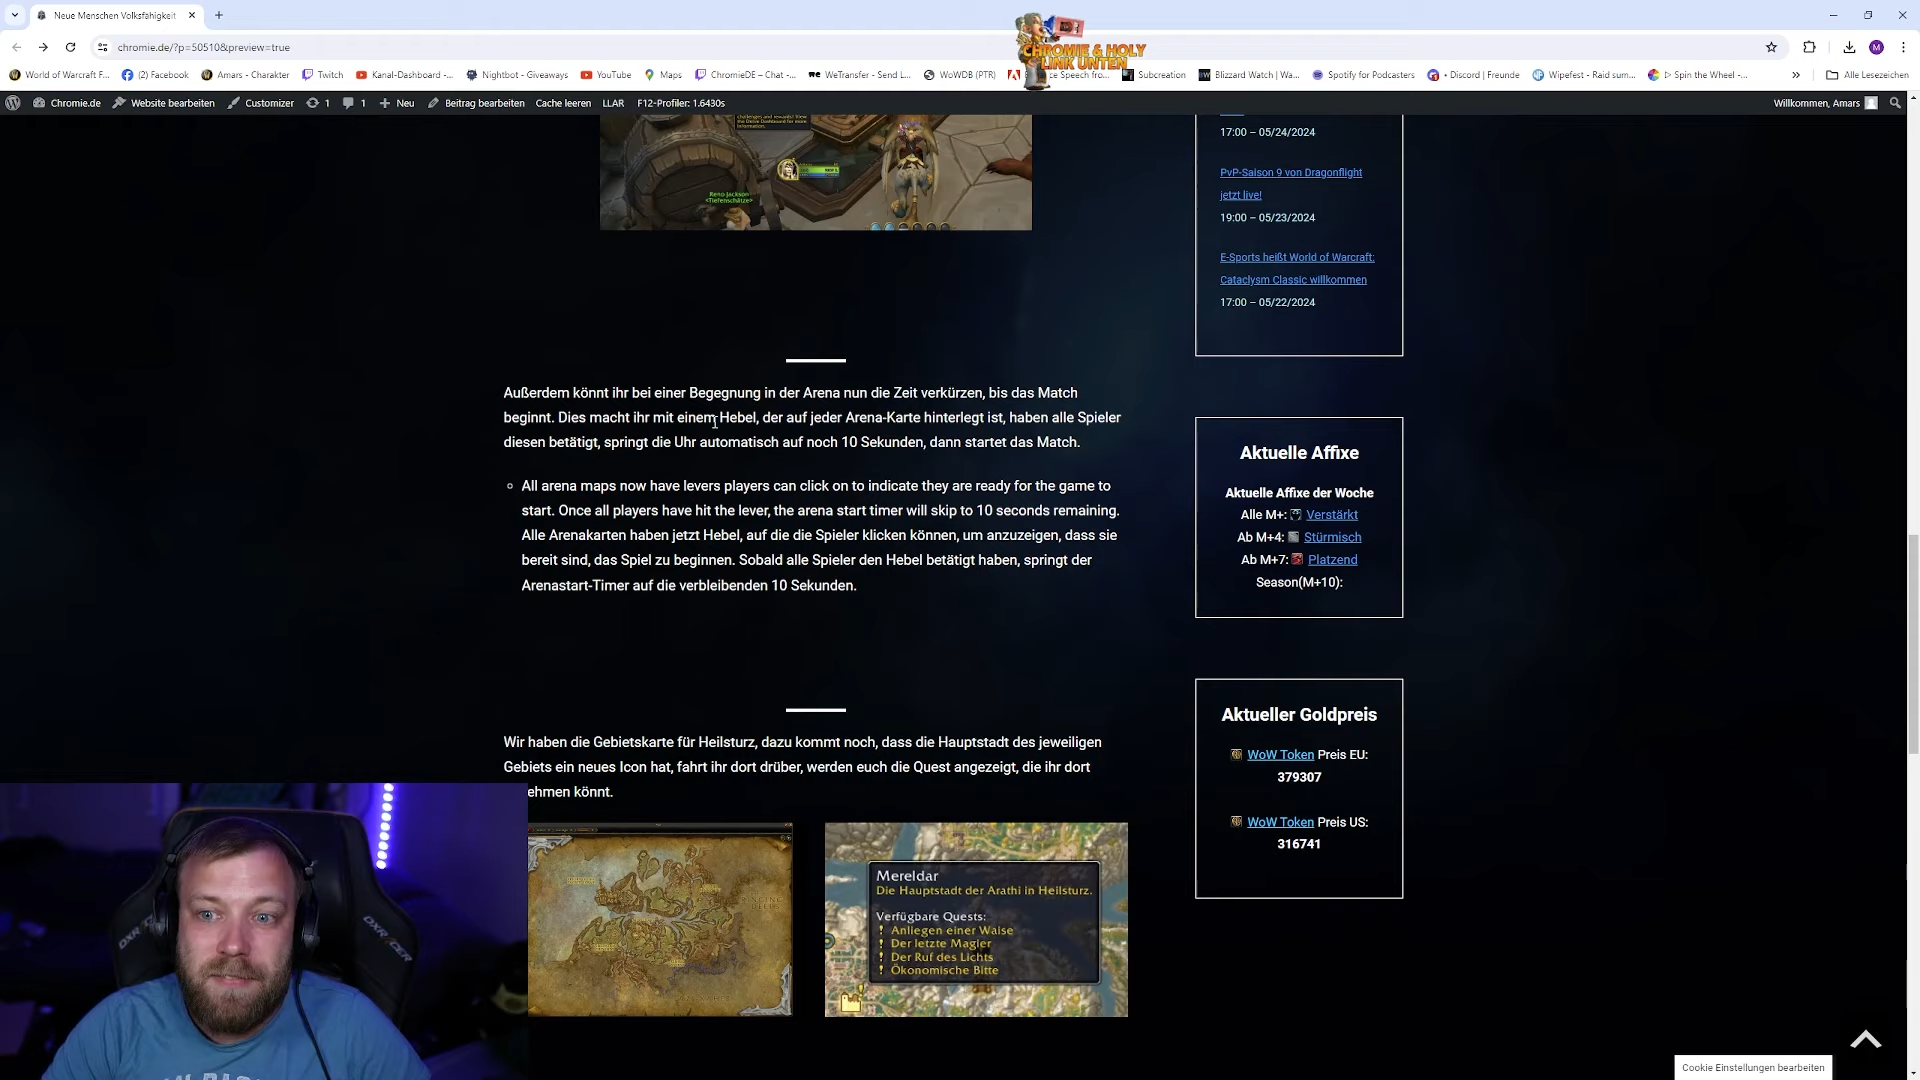 Neue Menschen Volksfähigkeit
chromie.de/?p=50510&preview=true
CHROMIE & HOLY
LINK UNTEN
World of Warcraft F...
(2) Facebook
Amars - Charakter
Twitch
Kanal-Dashboard -...
Nightbot - Giveaways
YouTube
Maps
ChromieDE – Chat -...
WeTransfer - Send L...
WoWDB (PTR)
Subcreation
Blizzard Watch | Wa...
Spotify for Podcasters
• Discord | Freunde
Wipefest - Raid sum...
Spin the Wheel -...
Alle Lesezeichen
Chromie.de
Website bearbeiten
Customizer
1
1
Neu
Beitrag bearbeiten
Cache leeren
LLAR
F12-Profiler: 1.6430s
Willkommen, Amars
Reno Jackson
<Tiefenschätze>
17:00 – 05/24/2024
PvP-Saison 9 von Dragonflight
jetzt live!
19:00 – 05/23/2024
E-Sports heißt World of Warcraft:
Cataclysm Classic willkommen
17:00 – 05/22/2024
Außerdem könnt ihr bei einer Begegnung in der Arena nun die Zeit verkürzen, bis das Match
beginnt. Dies macht ihr mit einem Hebel, der auf jeder Arena-Karte hinterlegt ist, haben alle Spieler
diesen betätigt, springt die Uhr automatisch auf noch 10 Sekunden, dann startet das Match.
All arena maps now have levers players can click on to indicate they are ready for the game to
start. Once all players have hit the lever, the arena start timer will skip to 10 seconds remaining.
Alle Arenakarten haben jetzt Hebel, auf die die Spieler klicken können, um anzuzeigen, dass sie
bereit sind, das Spiel zu beginnen. Sobald alle Spieler den Hebel betätigt haben, springt der
Arenastart-Timer auf die verbleibenden 10 Sekunden.
Aktuelle Affixe
Aktuelle Affixe der Woche
Alle M+: Verstärkt
Ab M+4: Stürmisch
Ab M+7: Platzend
Season(M+10):
Aktueller Goldpreis
WoW Token Preis EU:
379307
WoW Token Preis US:
316741
Wir haben die Gebietskarte für Heilsturz, dazu kommt noch, dass die Hauptstadt des jeweiligen
Gebiets ein neues Icon hat, fahrt ihr dort drüber, werden euch die Quest angezeigt, die ihr dort
ehmen könnt.
Mereldar
Die Hauptstadt der Arathi in Heilsturz.
Verfügbare Quests:
! Anliegen einer Waise
! Der letzte Magier
! Der Ruf des Lichts
! Ökonomische Bitte
DXRACER
Cookie Einstellungen bearbeiten